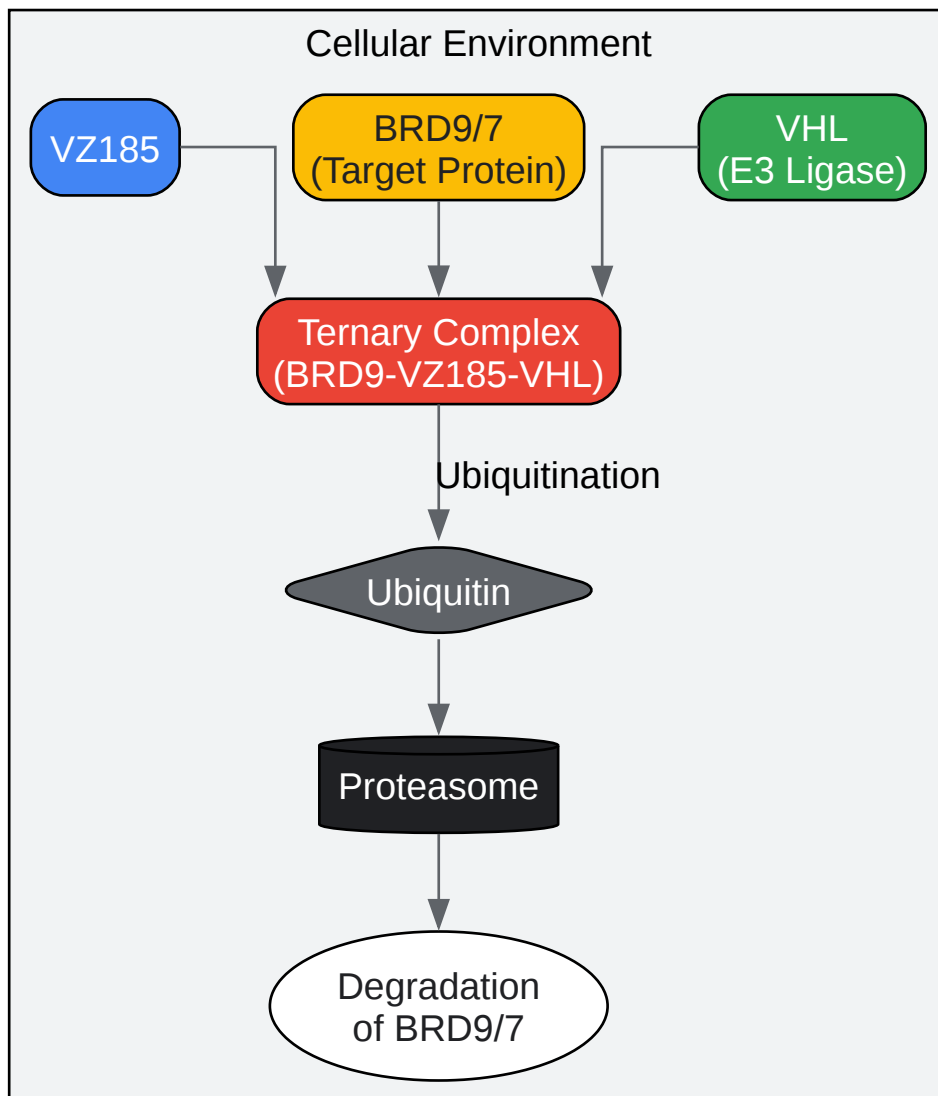 Cellular Environment
VZ185
BRD9/7
(Target Protein)
VHL
(E3 Ligase)
Ternary Complex
(BRD9-VZ185-VHL)
Ubiquitination
Ubiquitin
Proteasome
Degradation
of BRD9/7